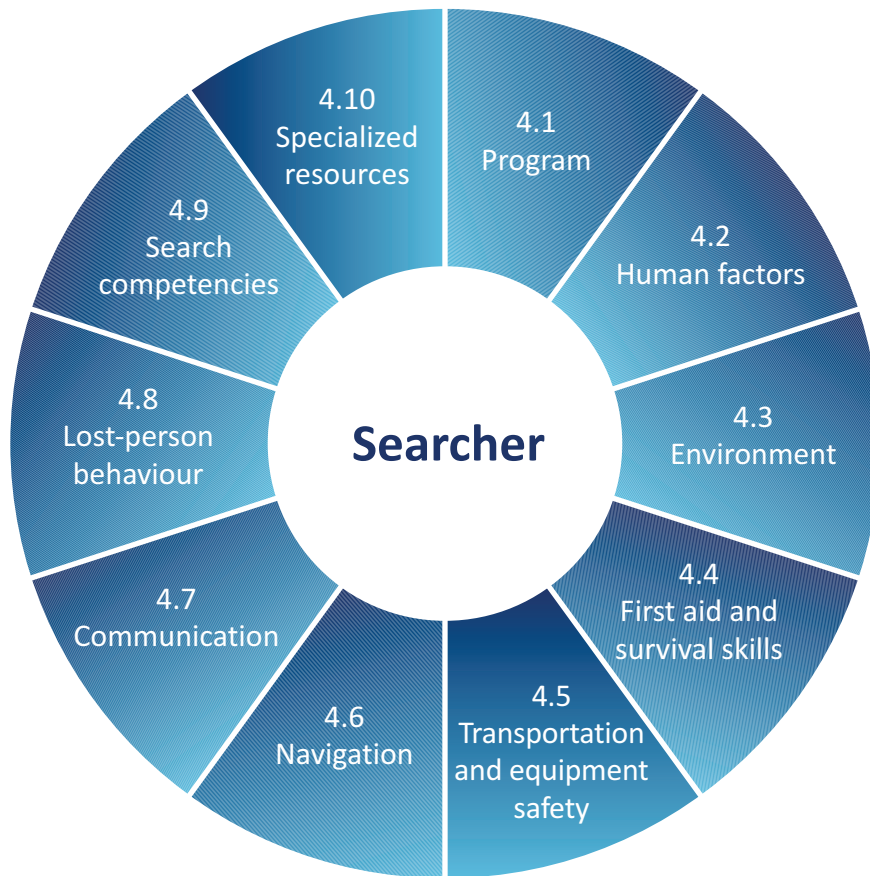 4.1
Program
4.2
Human factors
4.3
Environment
4.4
First aid and
survival skills
4.5
Transportation
and equipment
safety
4.6
Navigation
4.7
Communication
4.8
Lost-person
behaviour
4.9
Search
competencies
4.10
Specialized
resources
Searcher